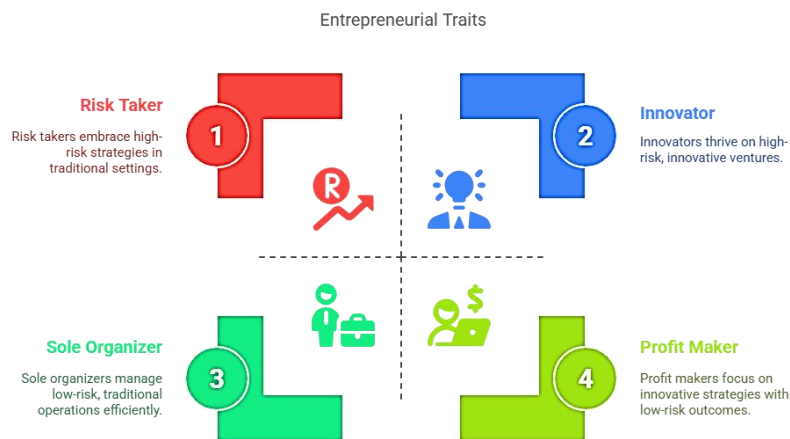 Entrepreneurial Traits
Risk Taker
Risk takers embrace high-
risk strategies in
traditional settings.
1
R
2
Innovator
Innovators thrive on high-
risk, innovative ventures.
Sole Organizer
Sole organizers manage
low-risk, traditional
operations efficiently.
3
$
4
Profit Maker
Profit makers focus on
innovative strategies with
low-risk outcomes.